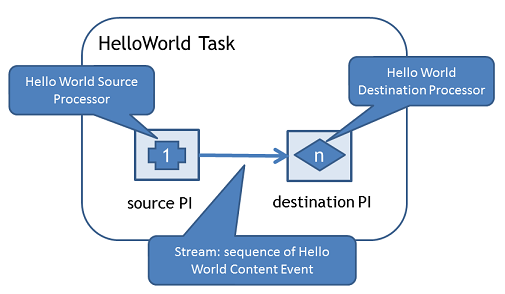 HelloWorld Task
Hello World Source
Processor
Hello World
Destination Processor
1
n
source PI
destination PI
Stream: sequence of Hello
World Content Event